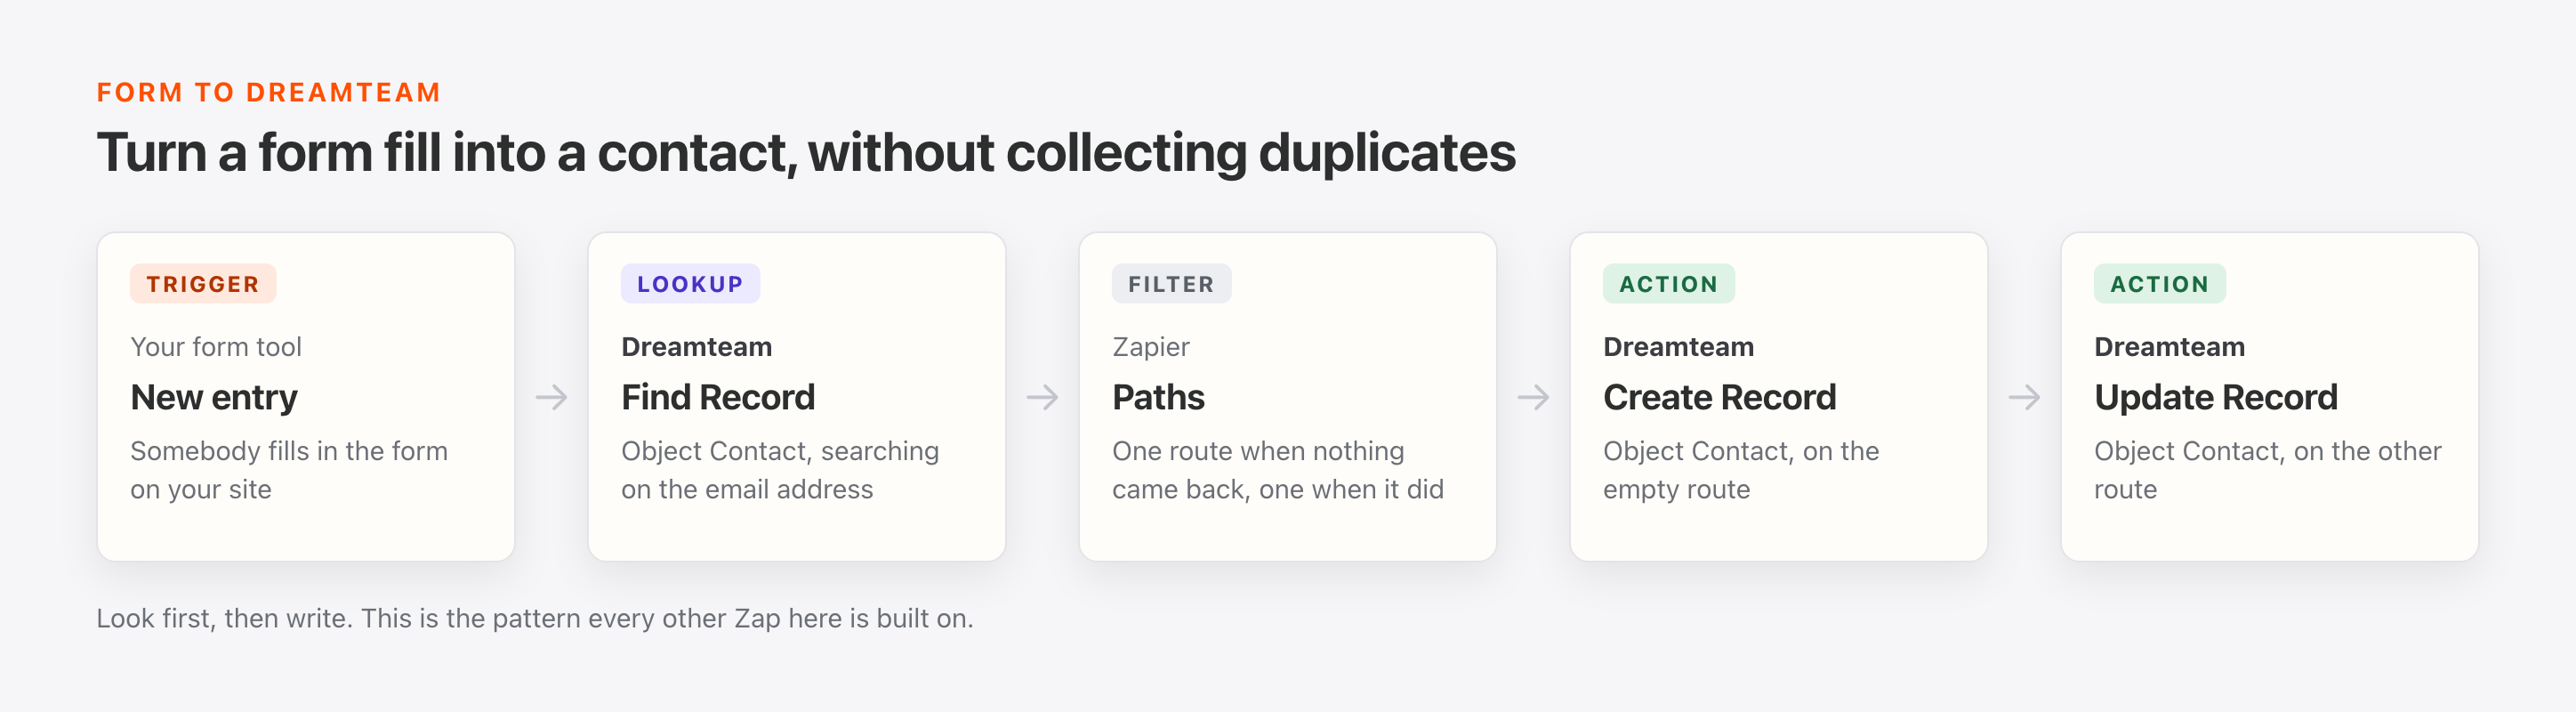 FORM TO DREAMTEAM
Turn a form fill into a contact, without collecting duplicates
TRIGGER
Your form tool
New entry
Somebody fills in the form
on your site
LOOKUP
Dreamteam
Find Record
Object Contact, searching
on the email address
FILTER
Zapier
Paths
One route when nothing
came back, one when it did
ACTION
Dreamteam
Create Record
Object Contact, on the
empty route
ACTION
Dreamteam
Update Record
Object Contact, on the other
route
Look first, then write. This is the pattern every other Zap here is built on.